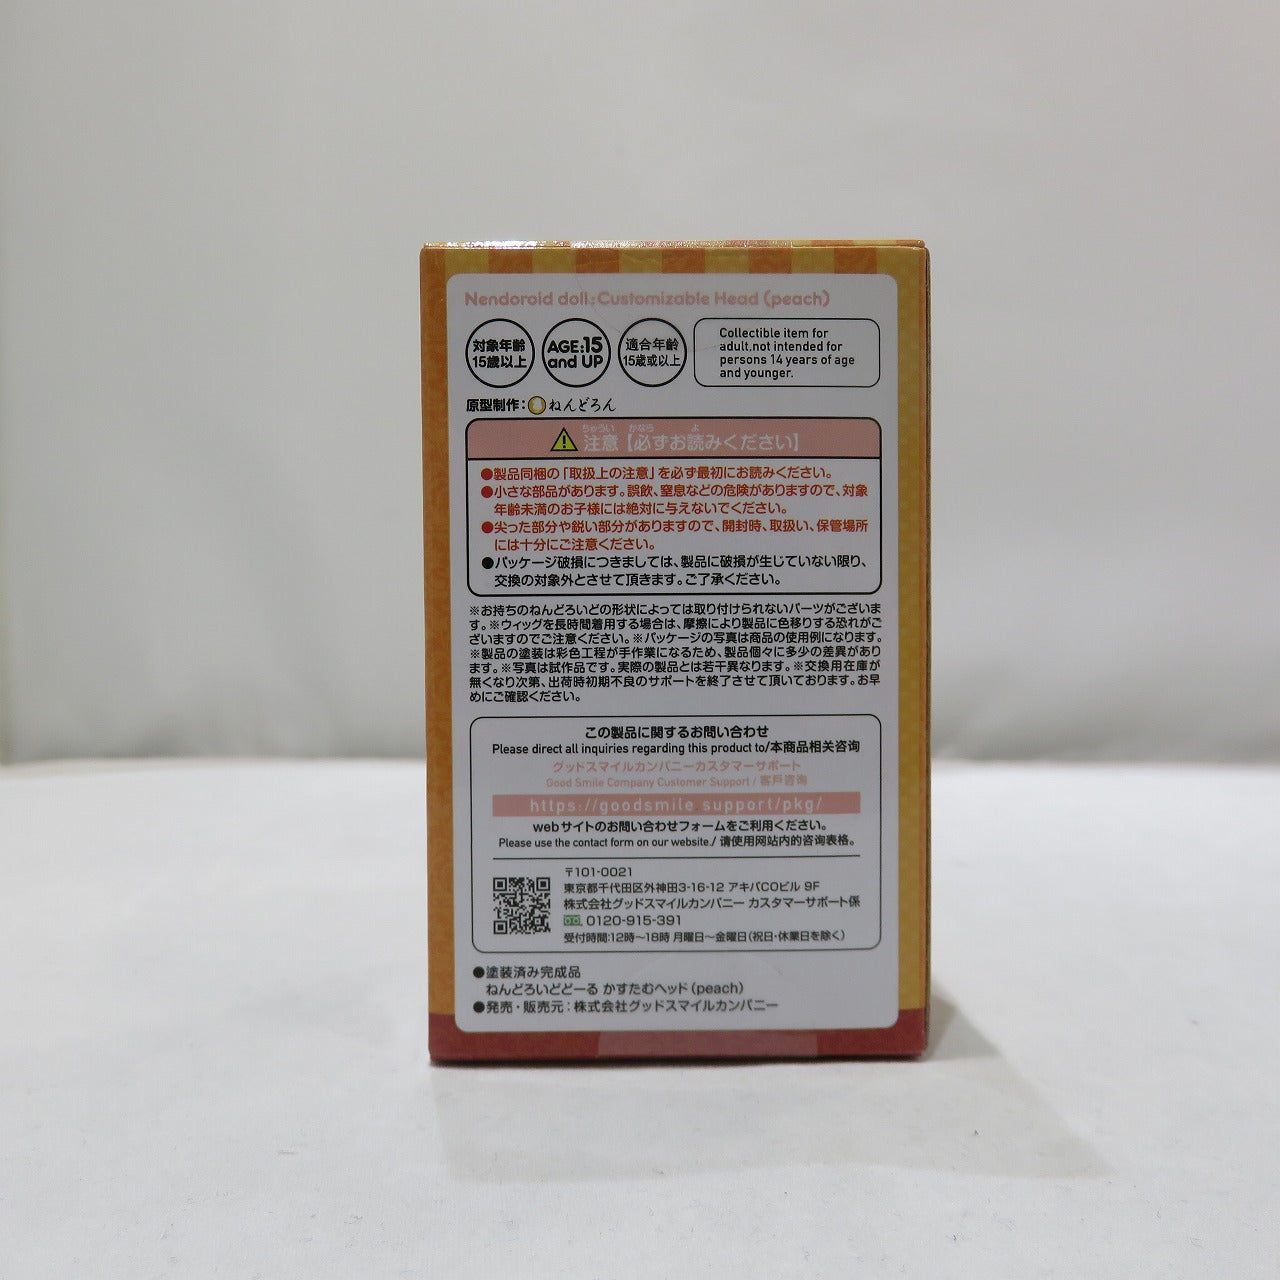 Nendoroid doll:Customizable Head (peach)
対象年齢
15歳以上
AGE:15
and UP
適合年齢
15歳或以上
Collectible item for
adult.not intended for
persons 14 years of age
and younger.
原型制作:ねんどろん
ちゅうい かなら よ
注意【必ずお読みください】
●製品同梱の「取扱上の注意」を必ず最初にお読みください。
●小さな部品があります。誤飲、窒息などの危険がありますので、対象
年齢未満のお子様には絶対に与えないでください。
●尖った部分や鋭い部分がありますので、開封時、取扱い、保管場所
には十分にご注意ください。
●パッケージ破損につきましては、製品に破損が生じていない限り、
交換の対象外とさせて頂きます。ご了承ください。
※お持ちのねんどろいどの形状によっては取り付けられないパーツがございま
す。※ウィッグを長時間着用する場合は、摩擦により製品に色移りする恐れがご
ざいますのでご注意ください。※パッケージの写真は商品の使用例になります。
※製品の塗装は彩色工程が手作業になるため、製品個々に多少の差異があり
ます。※写真は試作品です。実際の製品とは若干異なります。※交換用在庫が
無くなり次第、出荷時初期不良のサポートを終了させて頂いております。お早
めにご確認ください。
この製品に関するお問い合わせ
Please direct all inquiries regarding this product to/本商品相关咨询
グッドスマイルカンパニーカスタマーサポート
Good Smile Company Customer Support / 客戶咨询
https://goodsmile.support/pkg/
webサイトのお問い合わせフォームをご利用ください。
Please use the contact form on our website./ 请使用网站内的咨询表格。
〒101-0021
東京都千代田区外神田3-16-12 アキバCOビル 9F
株式会社グッドスマイルカンパニー カスタマーサポート係
0120-915-391
受付時間:12時～18時 月曜日～金曜日(祝日・休業日を除く)
●塗装済み完成品
ねんどろいどどーる かすたむヘッド(peach)
●発売・販売元:株式会社グッドスマイルカンパニー